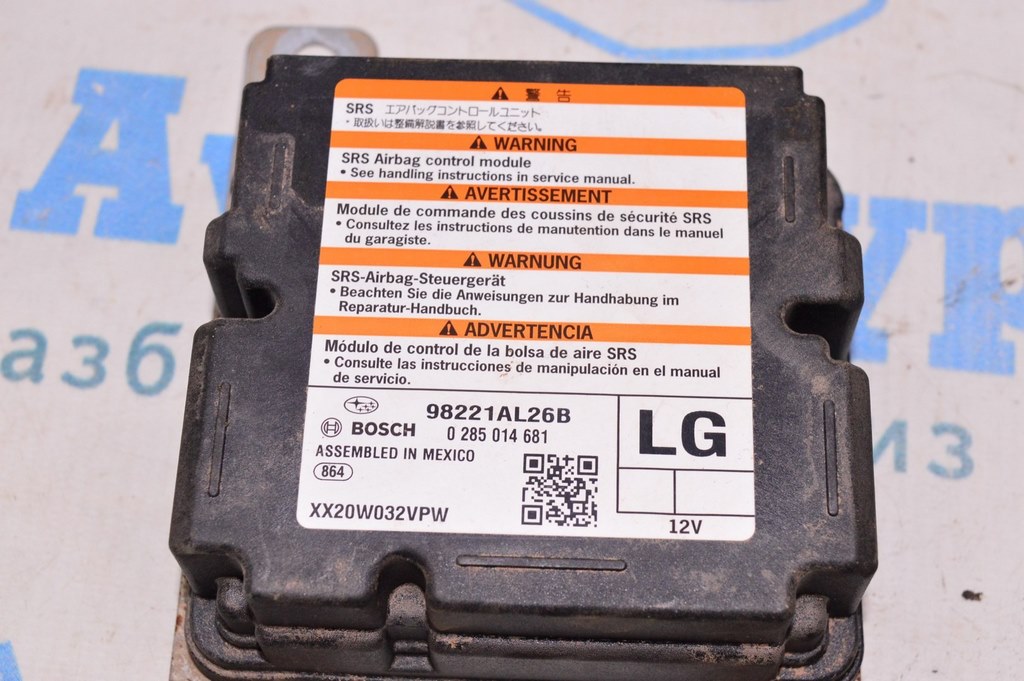 警 告
SRS エアバッグコントロールユニット
・取扱いは整備解説書を参照してください。
WARNING
SRS Airbag control module
• See handling instructions in service manual.
AVERTISSEMENT
Module de commande des coussins de sécurité SRS
• Consultez les instructions de manutention dans le manuel
du garagiste.
WARNUNG
SRS-Airbag-Steuergerät
• Beachten Sie die Anweisungen zur Handhabung im
Reparatur-Handbuch.
ADVERTENCIA
Módulo de control de la bolsa de aire SRS
• Consulte las instrucciones de manipulación en el manual
de servicio.
98221AL26B
BOSCH 0 285 014 681
ASSEMBLED IN MEXICO
864
XX20W032VPW
LG
12V
азб
из